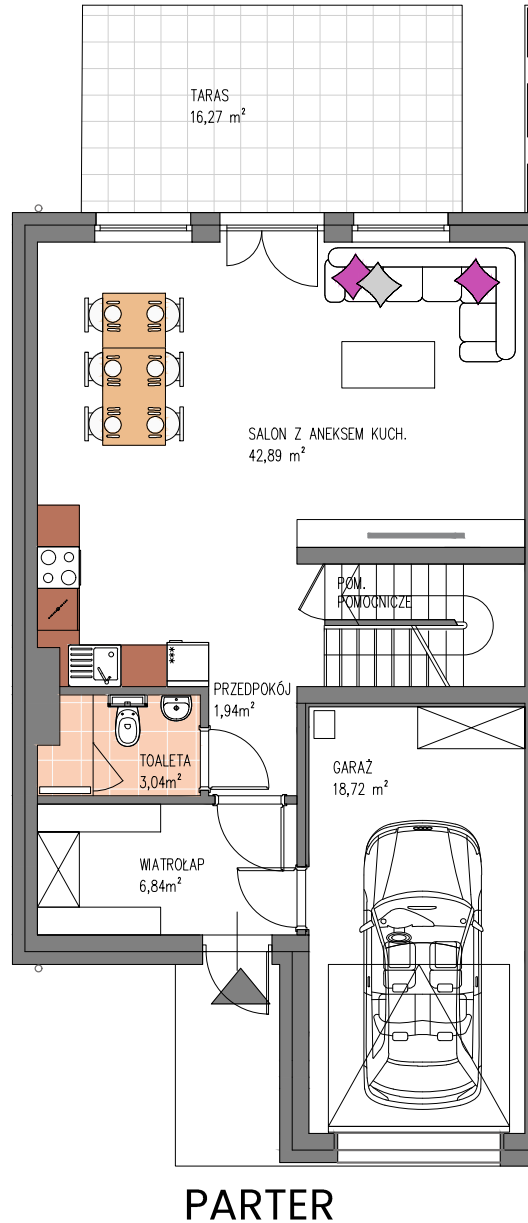 TARAS
16,27 m²
SALON Z ANEKSEM KUCH.
42,89 m²
POM.
POMOCNICZE
PRZEDPOKÓJ
1,94m²
TOALETA
3,04m²
GARAŻ
18,72 m²
WIATROŁAP
6,84m²
PARTER